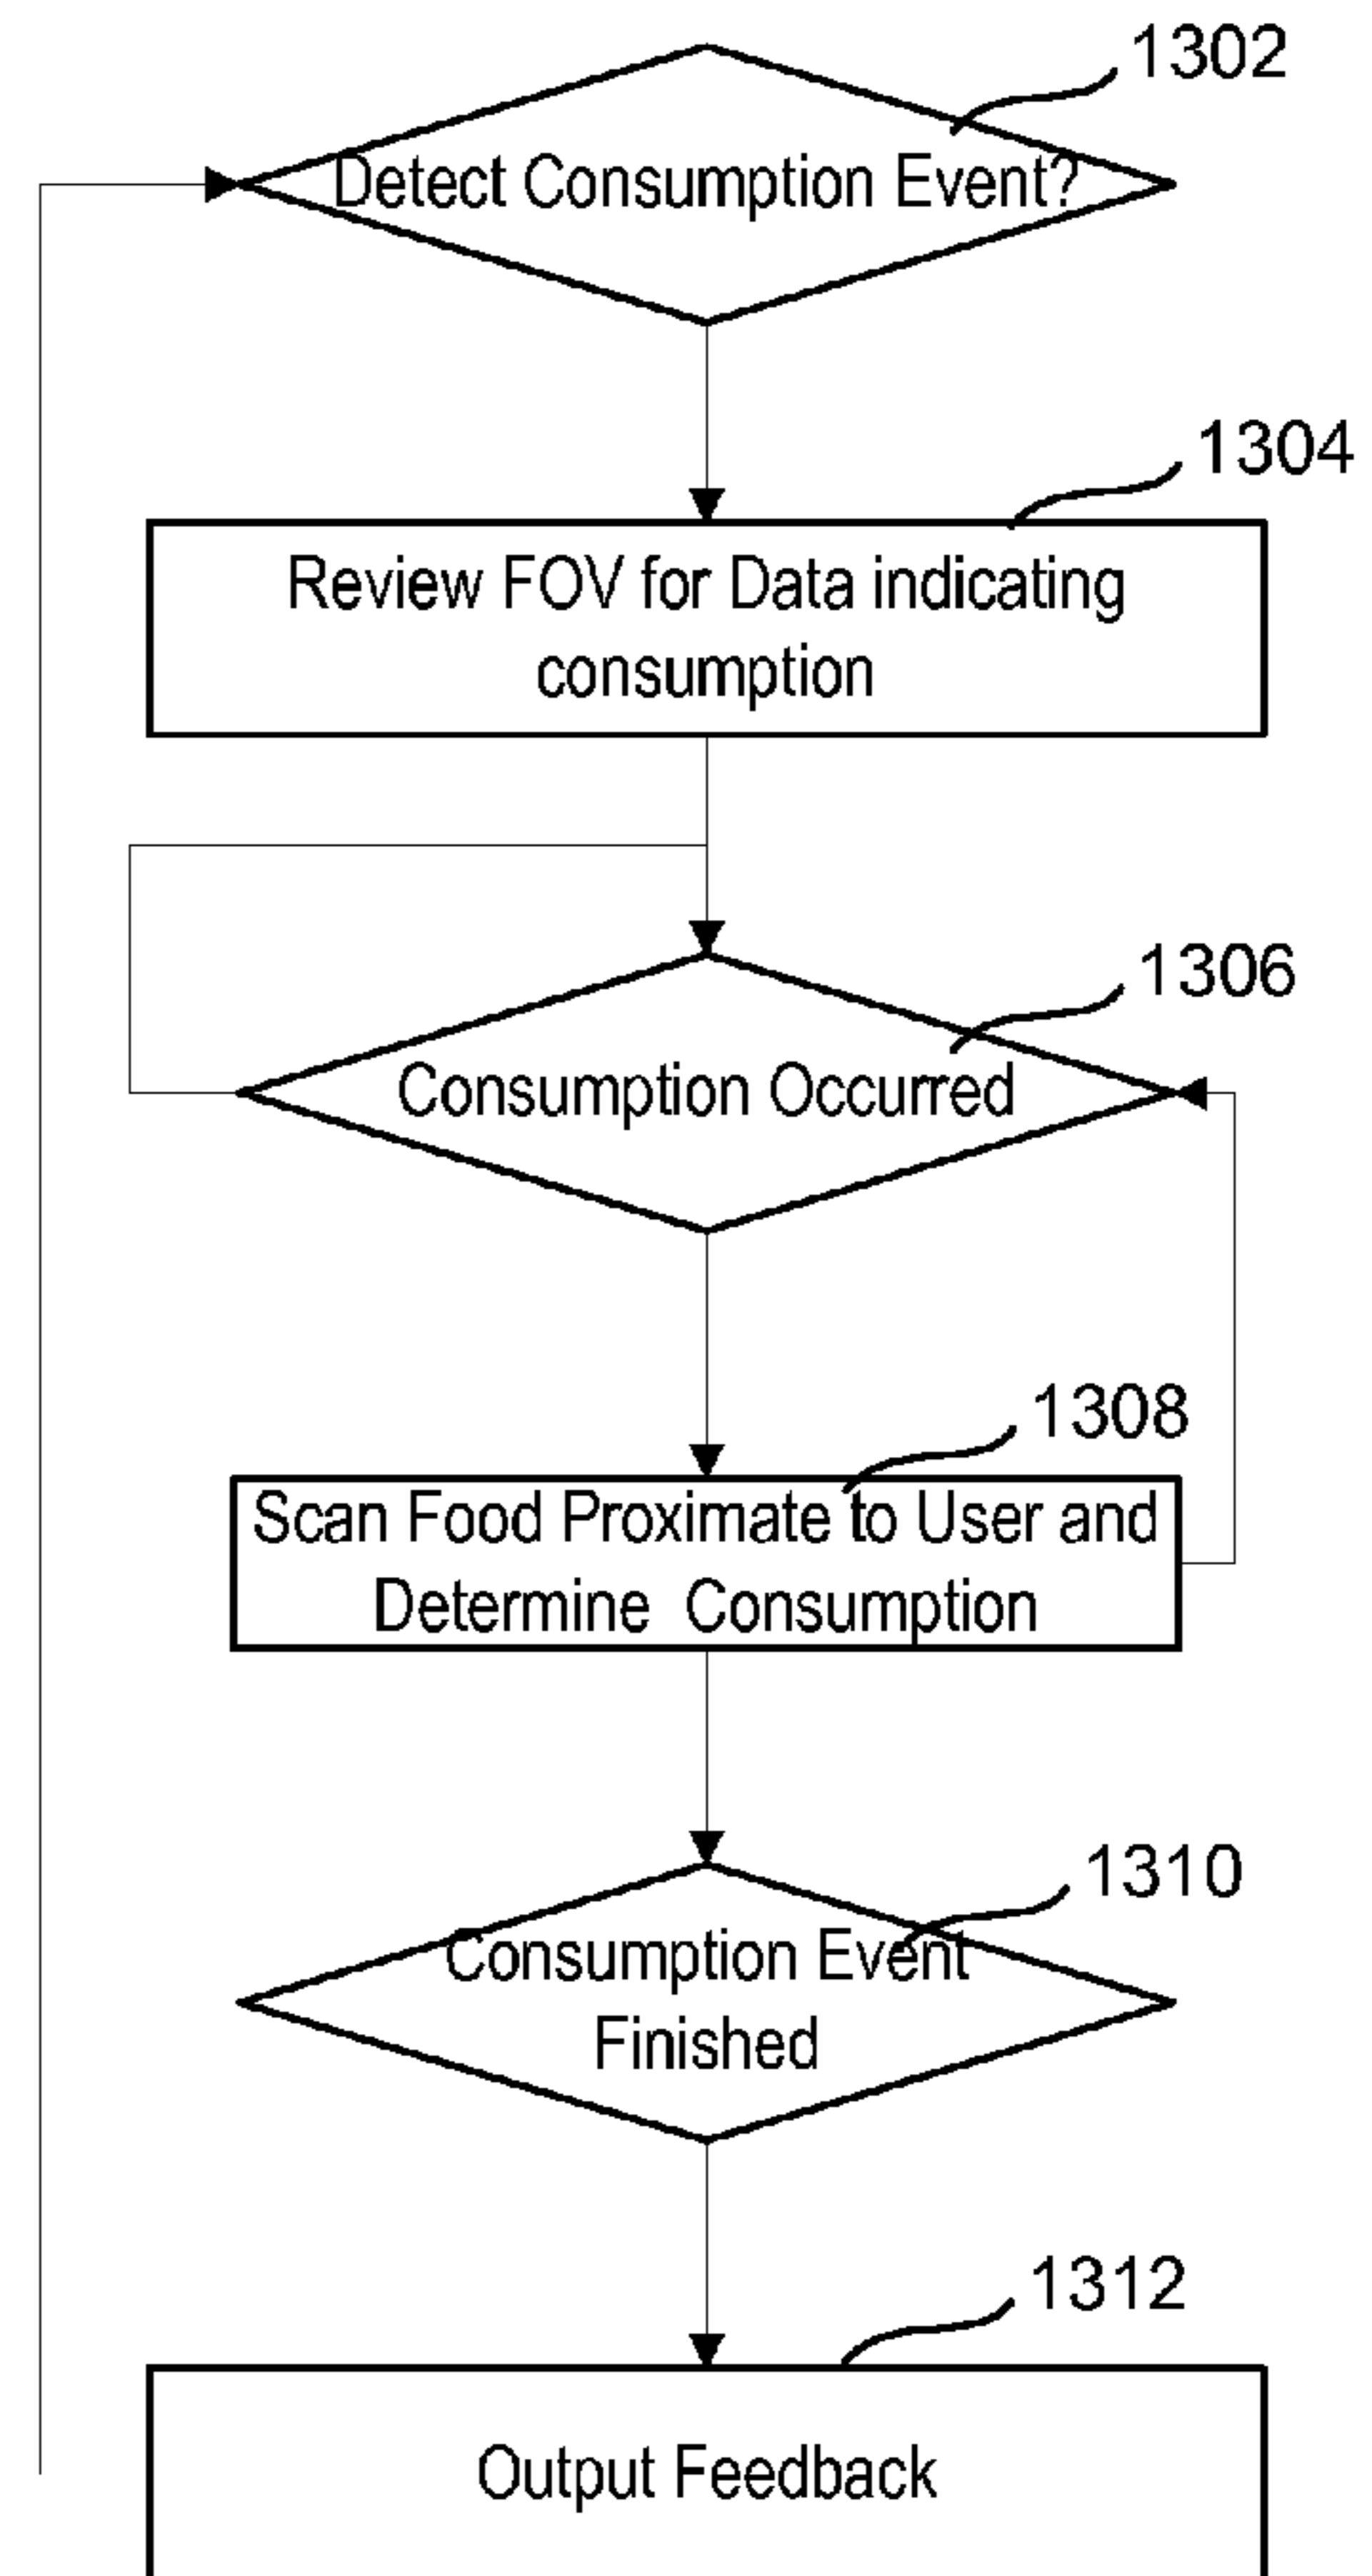 1302
Detect Consumption Event?
1304
Review FOV for Data indicating
consumption
1306
Consumption Occurred
1308
Scan Food Proximate to User and
Determine Consumption
1310
Consumption Event
Finished
1312
Output Feedback